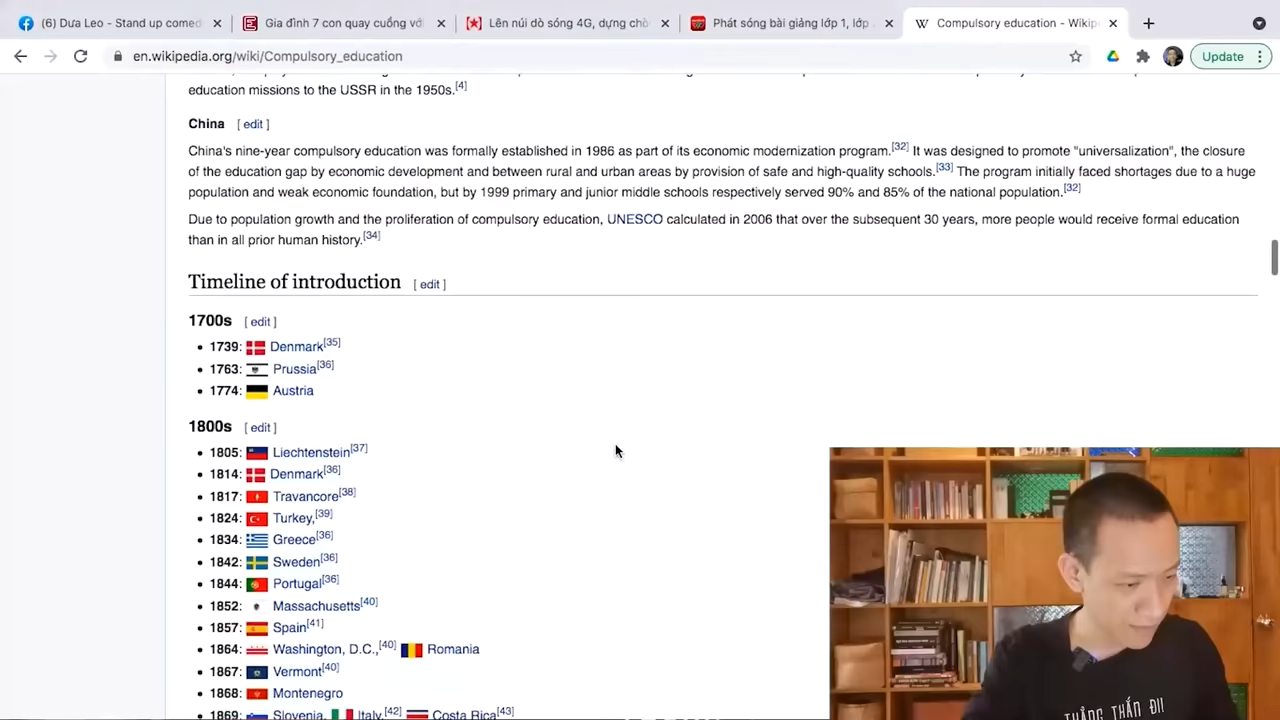 (6) Dưa Leo - Stand up comed
Gia đình 7 con quay cuồng với
Lên núi dò sóng 4G, dựng chò
Phát sóng bài giảng lớp 1, lớp
Compulsory education - Wikip
en.wikipedia.org/wiki/Compulsory_education
Update
education missions to the USSR in the 1950s.[4]
China [ edit ]
China's nine-year compulsory education was formally established in 1986 as part of its economic modernization program.[32] It was designed to promote "universalization", the closure
of the education gap by economic development and between rural and urban areas by provision of safe and high-quality schools.[33] The program initially faced shortages due to a huge
population and weak economic foundation, but by 1999 primary and junior middle schools respectively served 90% and 85% of the national population.[32]
Due to population growth and the proliferation of compulsory education, UNESCO calculated in 2006 that over the subsequent 30 years, more people would receive formal education
than in all prior human history.[34]
Timeline of introduction [ edit ]
1700s [ edit ]
• 1739: Denmark[35]
• 1763: Prussia[36]
• 1774: Austria
1800s [ edit ]
• 1805: Liechtenstein[37]
• 1814: Denmark[36]
• 1817: Travancore[38]
• 1824: Turkey,[39]
• 1834: Greece[36]
• 1842: Sweden[36]
• 1844: Portugal[36]
• 1852: Massachusetts[40]
• 1857: Spain[41]
• 1864: Washington, D.C.,[40] Romania
• 1867: Vermont[40]
• 1868: Montenegro
• 1869: Slovenia, Italy,[42] Costa Rica[43]
THẲNG THẮN ĐI!